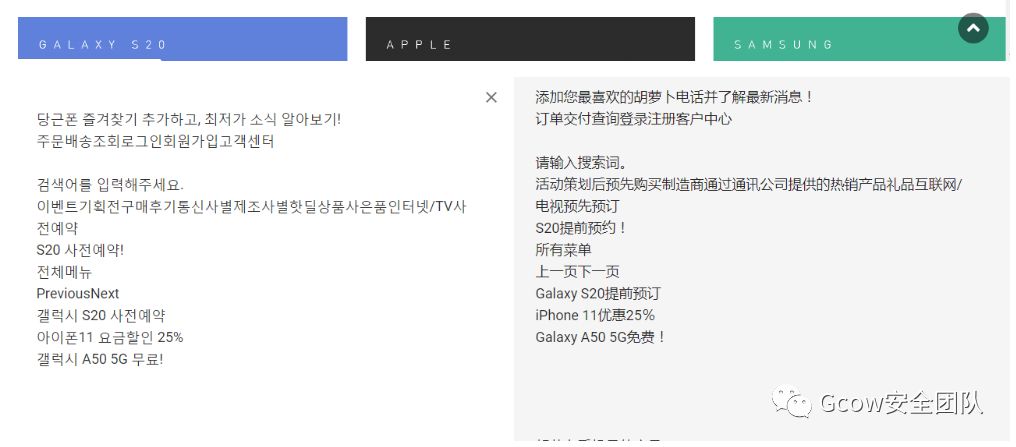 GALAXY S20
APPLE
SAMSUNG
당근폰 즐겨찾기 추가하고, 최저가 소식 알아보기!
주문배송조회로그인회원가입고객센터
검색어를 입력해주세요.
이벤트기획전구매후기통신사별제조사별핫딜상품사은품인터넷/TV사
전예약
S20 사전예약!
전체메뉴
PreviousNext
갤럭시 S20 사전예약
아이폰11 요금할인 25%
갤럭시 A50 5G 무료!
添加您最喜欢的胡萝卜电话并了解最新消息！
订单交付查询登录注册客户中心
请输入搜索词。
活动策划后预先购买制造商通过通讯公司提供的热销产品礼品互联网/
电视预先预订
S20提前预约！
所有菜单
上一页下一页
Galaxy S20提前预订
iPhone 11优惠25％
Galaxy A50 5G免费！
Gcow安全团队